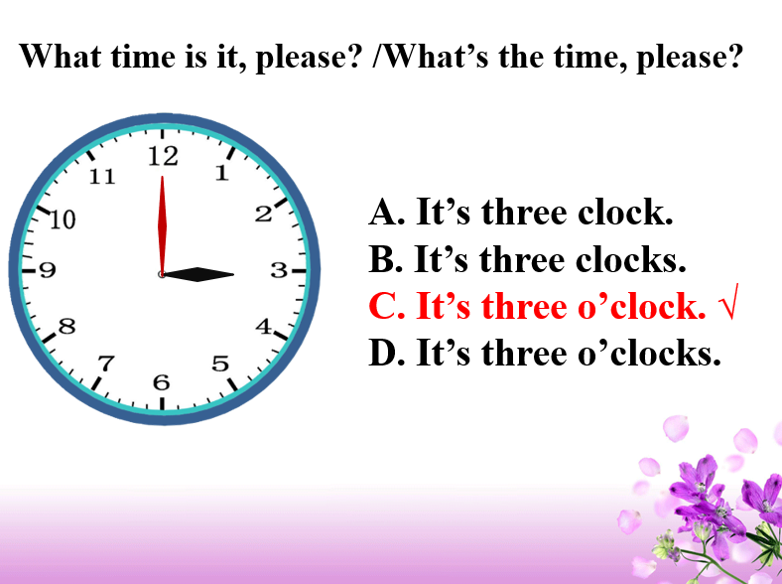 What time is it, please? /What’s the time, please?
12
11
1
10
2
9
3
8
4
7
5
6
A. It’s three clock.
B. It’s three clocks.
C. It’s three o’clock. √
D. It’s three o’clocks.